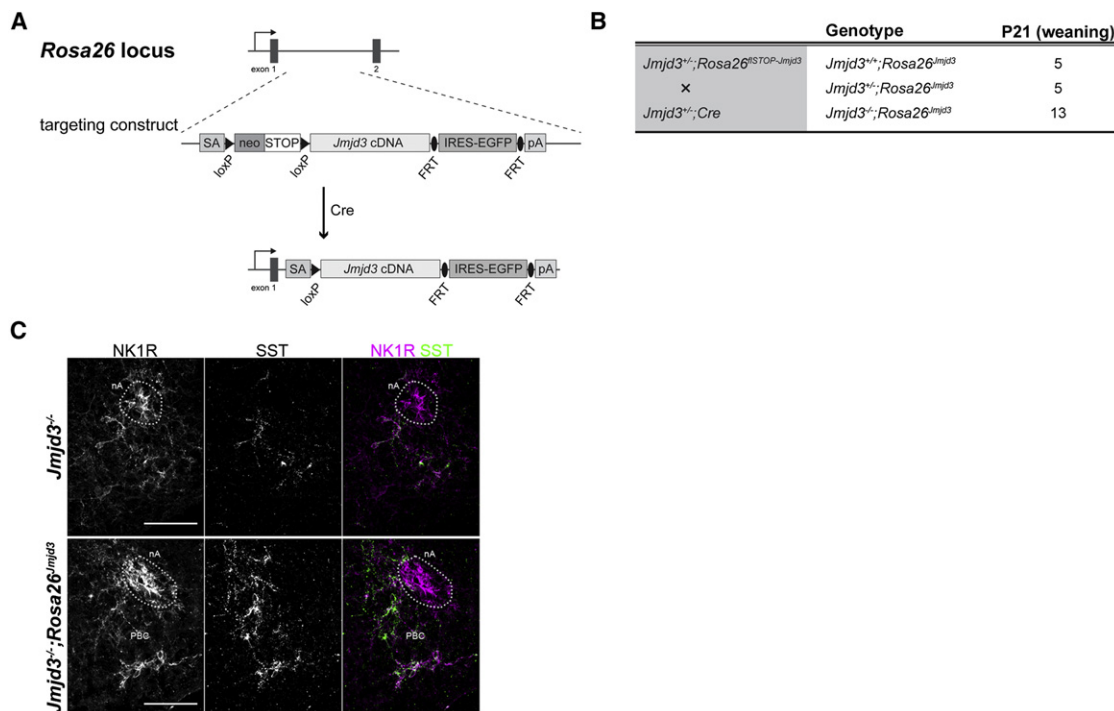 A
Rosa26 locus
exon 1
2
targeting construct
SA neo STOP Jmjd3 cDNA IRES-EGFP pA
loxP loxP FRT FRT
Cre
SA Jmjd3 cDNA IRES-EGFP pA
exon 1
loxP FRT FRT
B
Genotype P21 (weaning)
Jmjd3+/-;Rosa26flSTOP-Jmjd3 Jmjd3+/+;Rosa26Jmjd3 5
× Jmjd3+/-;Rosa26Jmjd3 5
Jmjd3+/-;Cre Jmjd3-/-;Rosa26Jmjd3 13
C
NK1R SST NK1R SST
Jmjd3-/-
nA nA
Jmjd3-/-;Rosa26Jmjd3
nA nA
PBC PBC